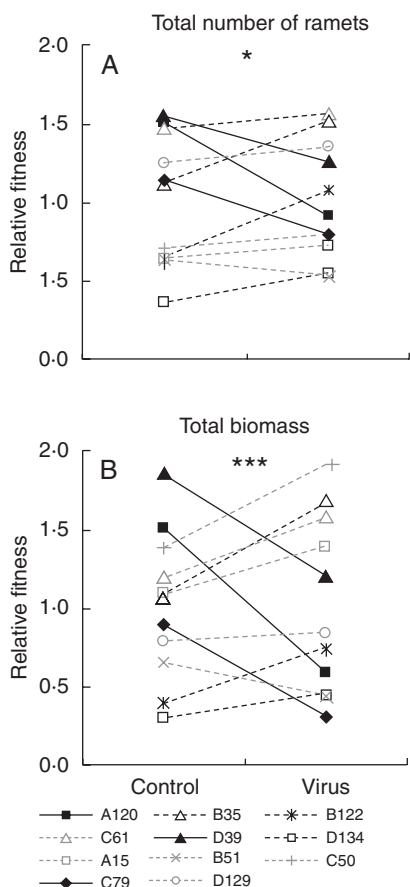 Total number of ramets
A
*
2·0
1·5
1·0
1·5
0·0
Relative fitness
Total biomass
B
***
2·0
1·5
1·0
0·5
0·0
Relative fitness
Control Virus
A120 B35 B122
C61 D39 D134
A15 B51 C50
C79 D129